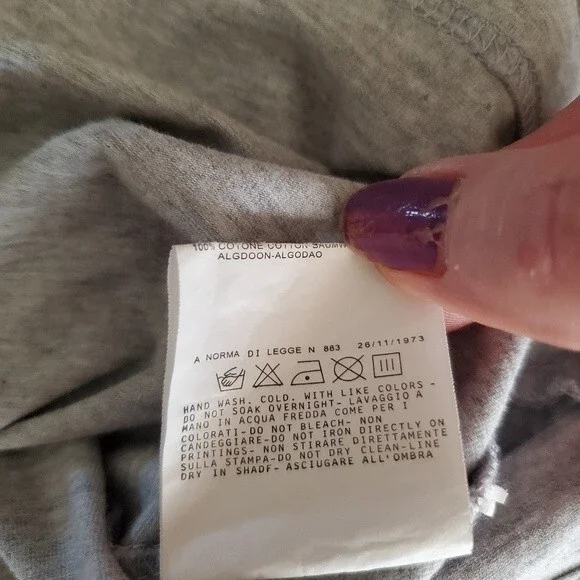 100% COTONE COTTON
ALGDOON-ALGODAO
A NORMA DI LEGGE N 883 26/11/1973
HAND WASH. COLD. WITH LIKE COLORS -
DO NOT SOAK OVERNIGHT- LAVAGGIO A
MANO IN ACQUA FREDDA COME PER I
COLORATI- DO NOT BLEACH- NON
CANDEGGIARE- DO NOT IRON DIRECTLY ON
PRINTINGS- NON STIRARE DIRETTAMENTE
SULLA STAMPA-DO NOT DRY CLEAN-LINE
DRY IN SHADF- ASCIUGARE ALL'OMBRA